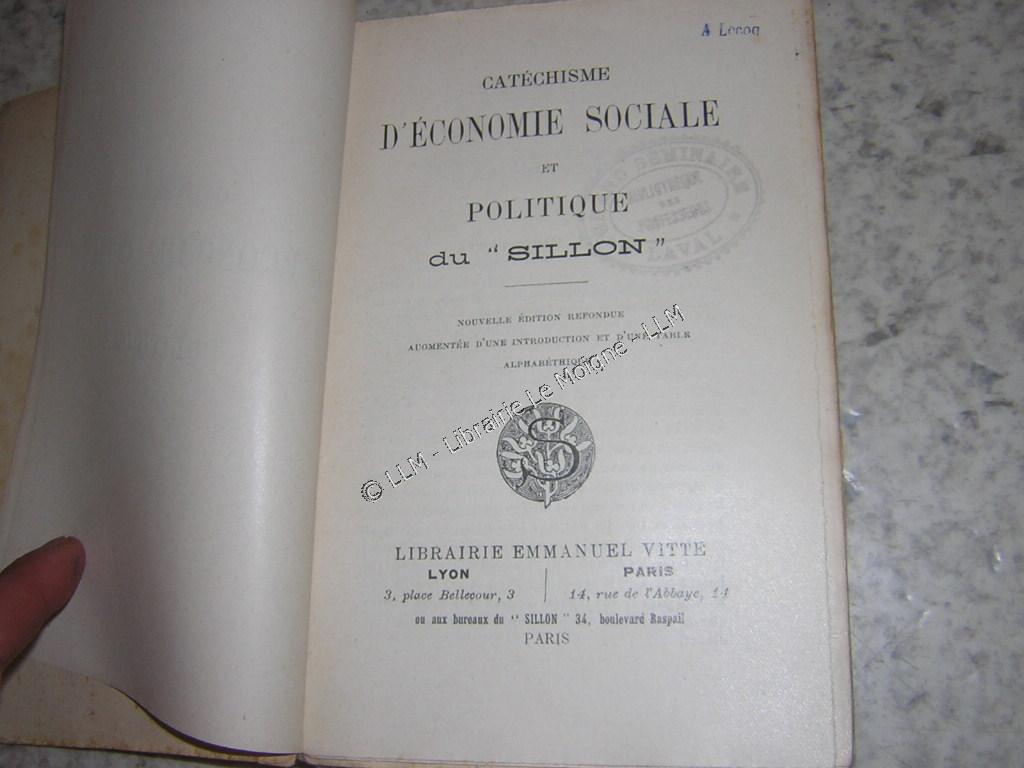 A Lecoq
CATÉCHISME
D'ÉCONOMIE SOCIALE
ET
POLITIQUE
du "SILLON"
SEMINAIRE
LAVAL
NOUVELLE ÉDITION REFONDUE
AUGMENTÉE D'UNE INTRODUCTION ET D'UNE TABLE
ALPHABÉTIQUE
© LLM - Librairie Le Moigne - LLM
S
LIBRAIRIE EMMANUEL VITTE
LYON
3, place Bellecour, 3
PARIS
14, rue de l'Abbaye, 14
ou aux bureaux du "SILLON" 34, boulevard Raspail
PARIS